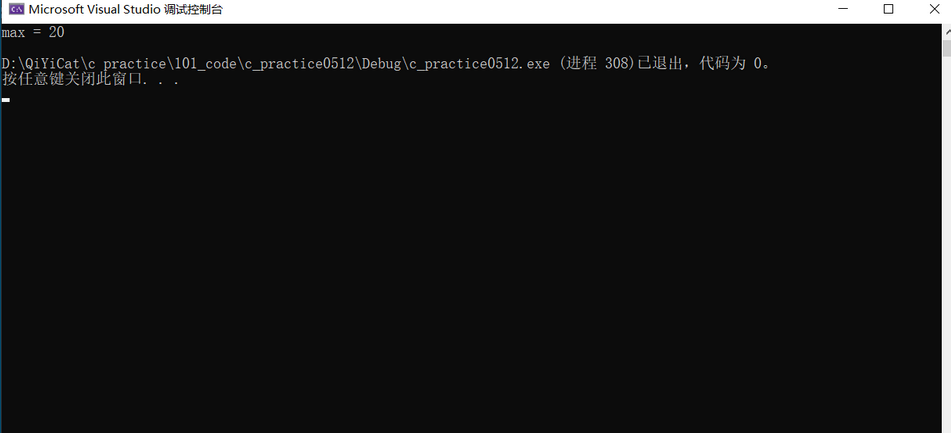 Microsoft Visual Studio 调试控制台
max = 20
D:\QiYiCat\c practice\101_code\c_practice0512\Debug\c_practice0512.exe (进程 308)已退出，代码为 0。
按任意键关闭此窗口. . .